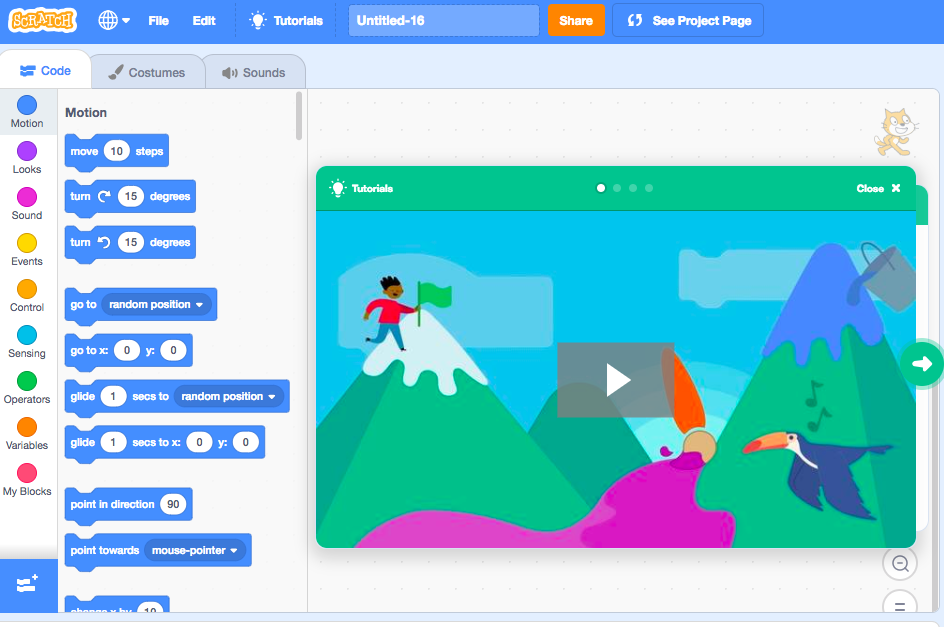 SCRATCH File Edit Tutorials Untitled-16 Share See Project Page
Code Costumes Sounds
Motion
Looks
Sound
Events
Control
Sensing
Operators
Variables
My Blocks
Motion
move 10 steps
turn 15 degrees
turn 15 degrees
go to random position
go to x: 0 y: 0
glide 1 secs to random position
glide 1 secs to x: 0 y: 0
point in direction 90
point towards mouse-pointer
change x by 10
Tutorials Close